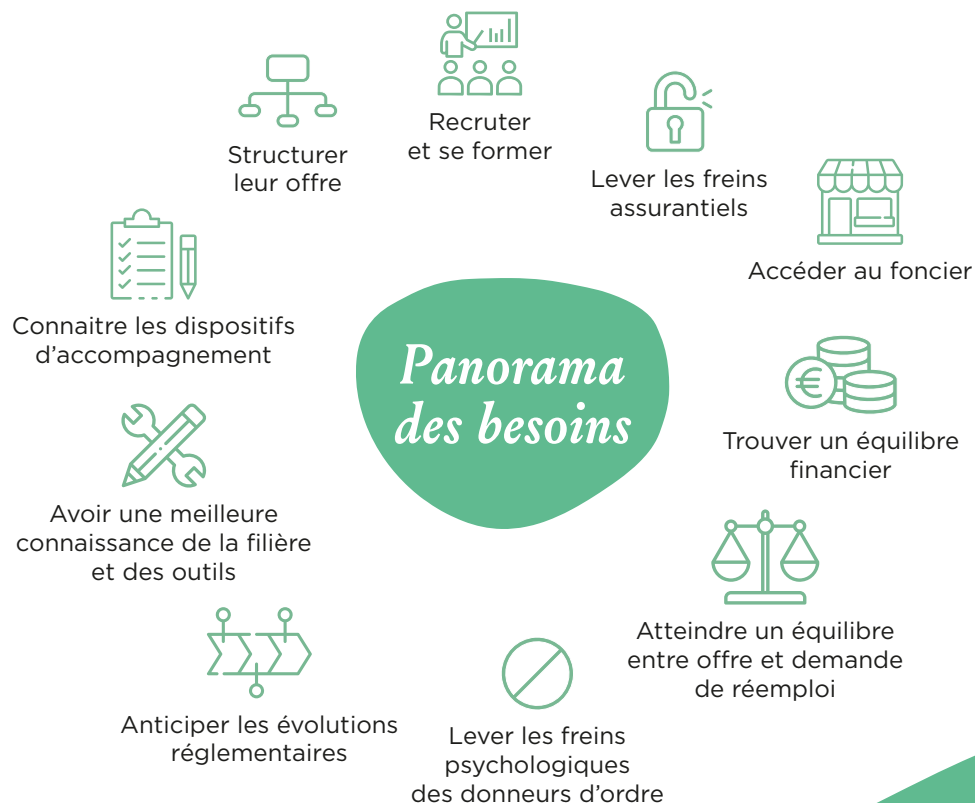 Recruter
et se former
Structurer
leur offre
Lever les freins
assurantiels
Accéder au foncier
Connaitre les dispositifs
d'accompagnement
Panorama
des besoins
Trouver un équilibre
financier
Avoir une meilleure
connaissance de la filière
et des outils
Atteindre un équilibre
entre offre et demande
de réemploi
Anticiper les évolutions
réglementaires
Lever les freins
psychologiques
des donneurs d'ordre